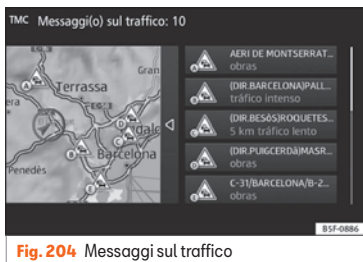 TMC Messaggi(o) sul traffico: 10
Terrassa
Gran
era
Barcelona
Penedès
AERI DE MONTSERRAT...
obras
(DIR.BARCELONA)PALL...
tráfico intenso
(DIR.BESòS)ROQUETES...
5 km tráfico lento
(DIR.PUIGCERDà)MASR...
obras
C-31/BARCELONA/B-2...
obras
B5F-0886
Fig. 204 Messaggi sul traffico